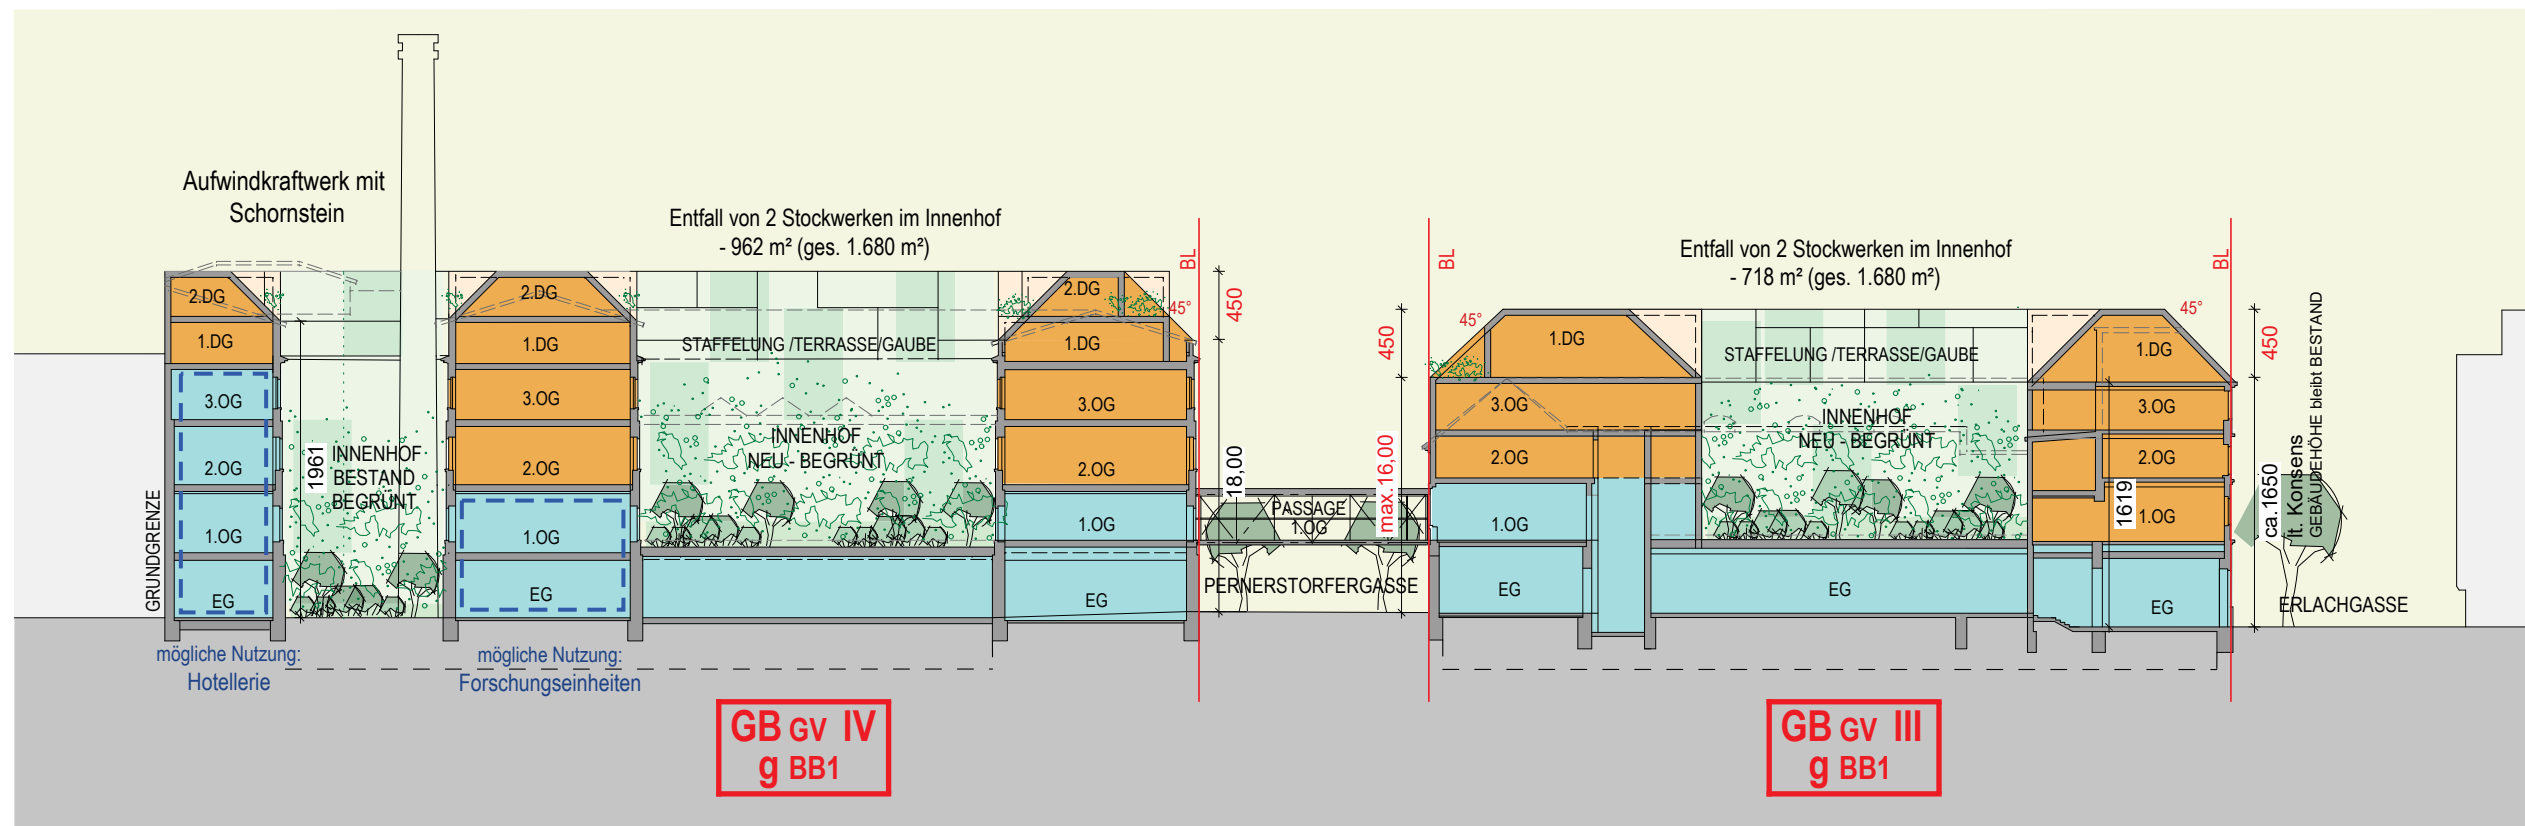 Aufwindkraftwerk mit
Schornstein
Entfall von 2 Stockwerken im Innenhof
- 962 m² (ges. 1.680 m²)
Entfall von 2 Stockwerken im Innenhof
- 718 m² (ges. 1.680 m²)
BL
BL
BL
2.DG
1.DG
3.OG
2.OG
1.OG
EG
GRUNDGRENZE
1961
INNENHOF
BESTAND
BEGRÜNT
2.DG
1.DG
3.OG
2.OG
1.OG
EG
STAFFELUNG /TERRASSE/GAUBE
INNENHOF
NEU - BEGRÜNT
2.DG
1.DG
3.OG
2.OG
1.OG
EG
45°
450
18,00
PASSAGE
1.OG
PERNERSTORFERGASSE
450
max.16,00
45°
1.DG
3.OG
2.OG
1.OG
EG
STAFFELUNG /TERRASSE/GAUBE
INNENHOF
NEU - BEGRÜNT
EG
45°
1.DG
3.OG
2.OG
1.OG
EG
1619
450
ca.1650
lt. Konsens
GEBÄUDEHÖHE bleibt BESTAND
ERLACHGASSE
mögliche Nutzung:
Hotellerie
mögliche Nutzung:
Forschungseinheiten
GB GV IV
g BB1
GB GV III
g BB1